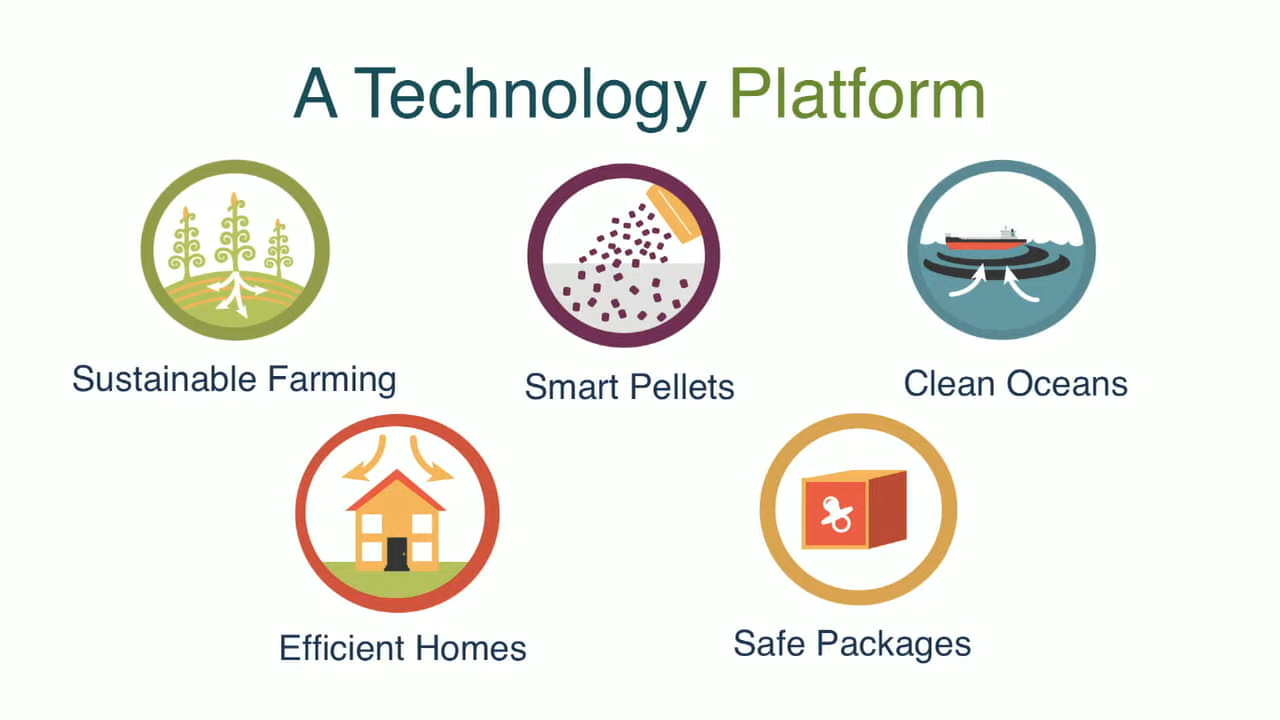 A Technology Platform
Sustainable Farming
Smart Pellets
Clean Oceans
Efficient Homes
Safe Packages